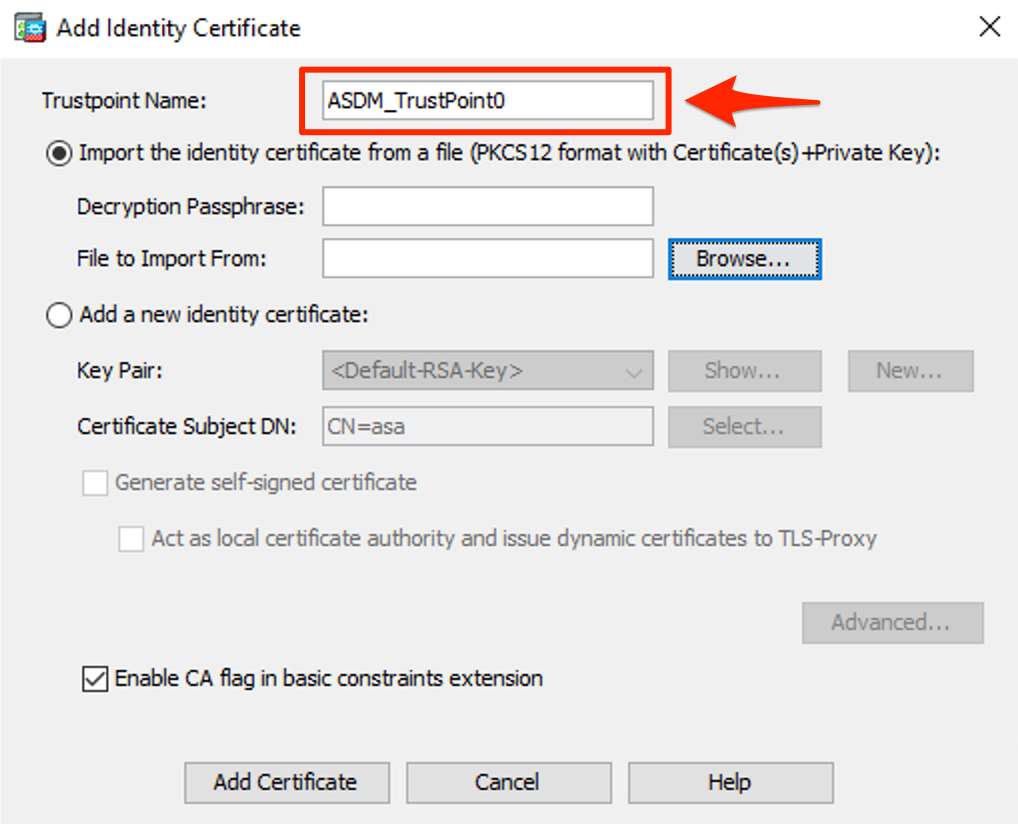 Add Identity Certificate
Trustpoint Name: ASDM_TrustPoint0
Import the identity certificate from a file (PKCS12 format with Certificate(s)+Private Key):
Decryption Passphrase:
File to Import From: Browse...
Add a new identity certificate:
Key Pair: <Default-RSA-Key> Show... New...
Certificate Subject DN: CN=asa Select...
Generate self-signed certificate
Act as local certificate authority and issue dynamic certificates to TLS-Proxy
Advanced...
Enable CA flag in basic constraints extension
Add Certificate Cancel Help